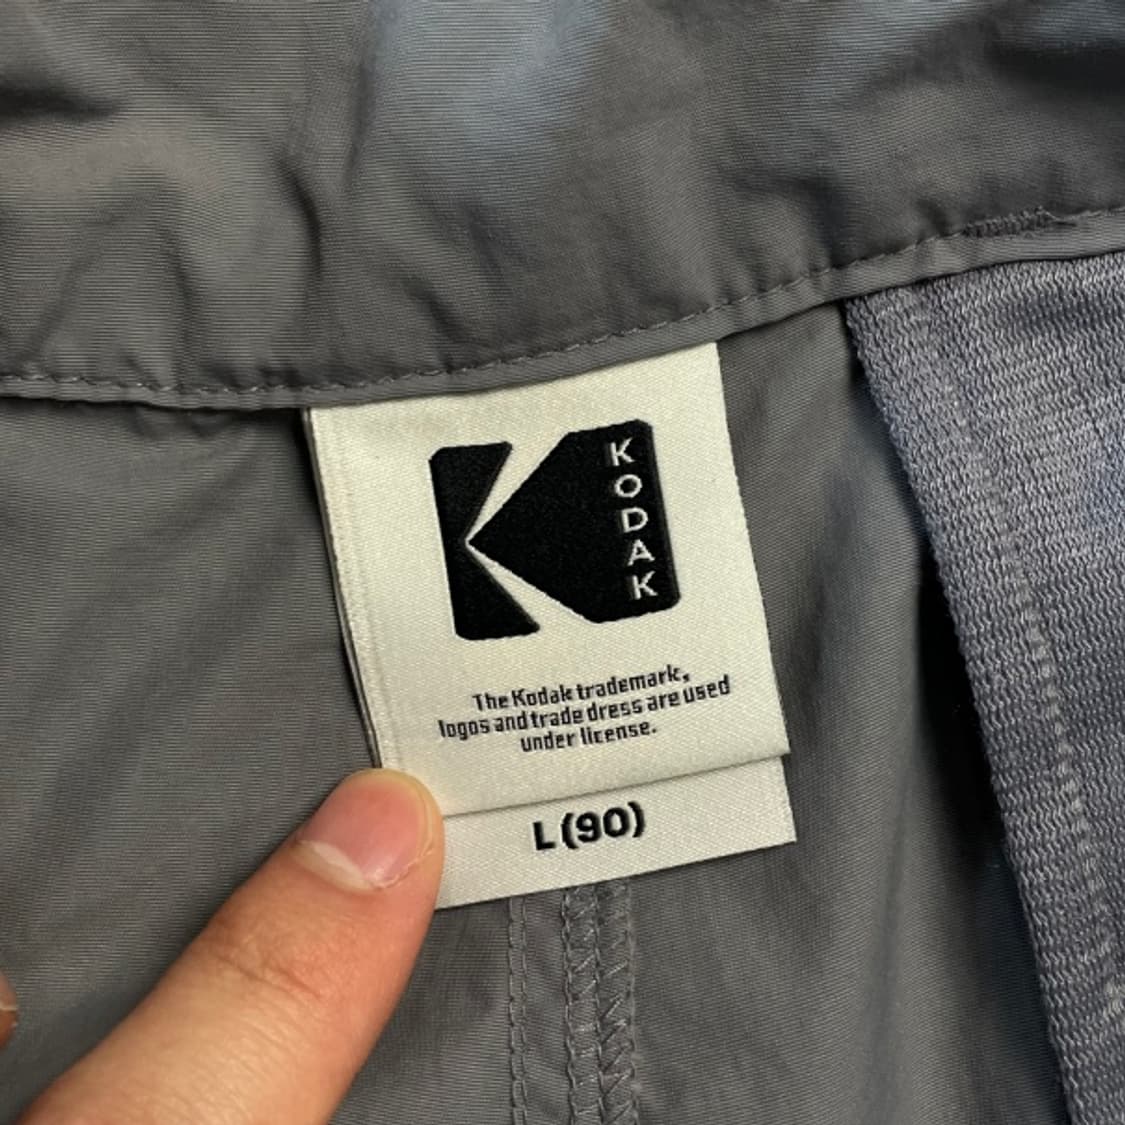 KODAK
The Kodak trademark,
logos and trade dress are used
under license.
L(90)